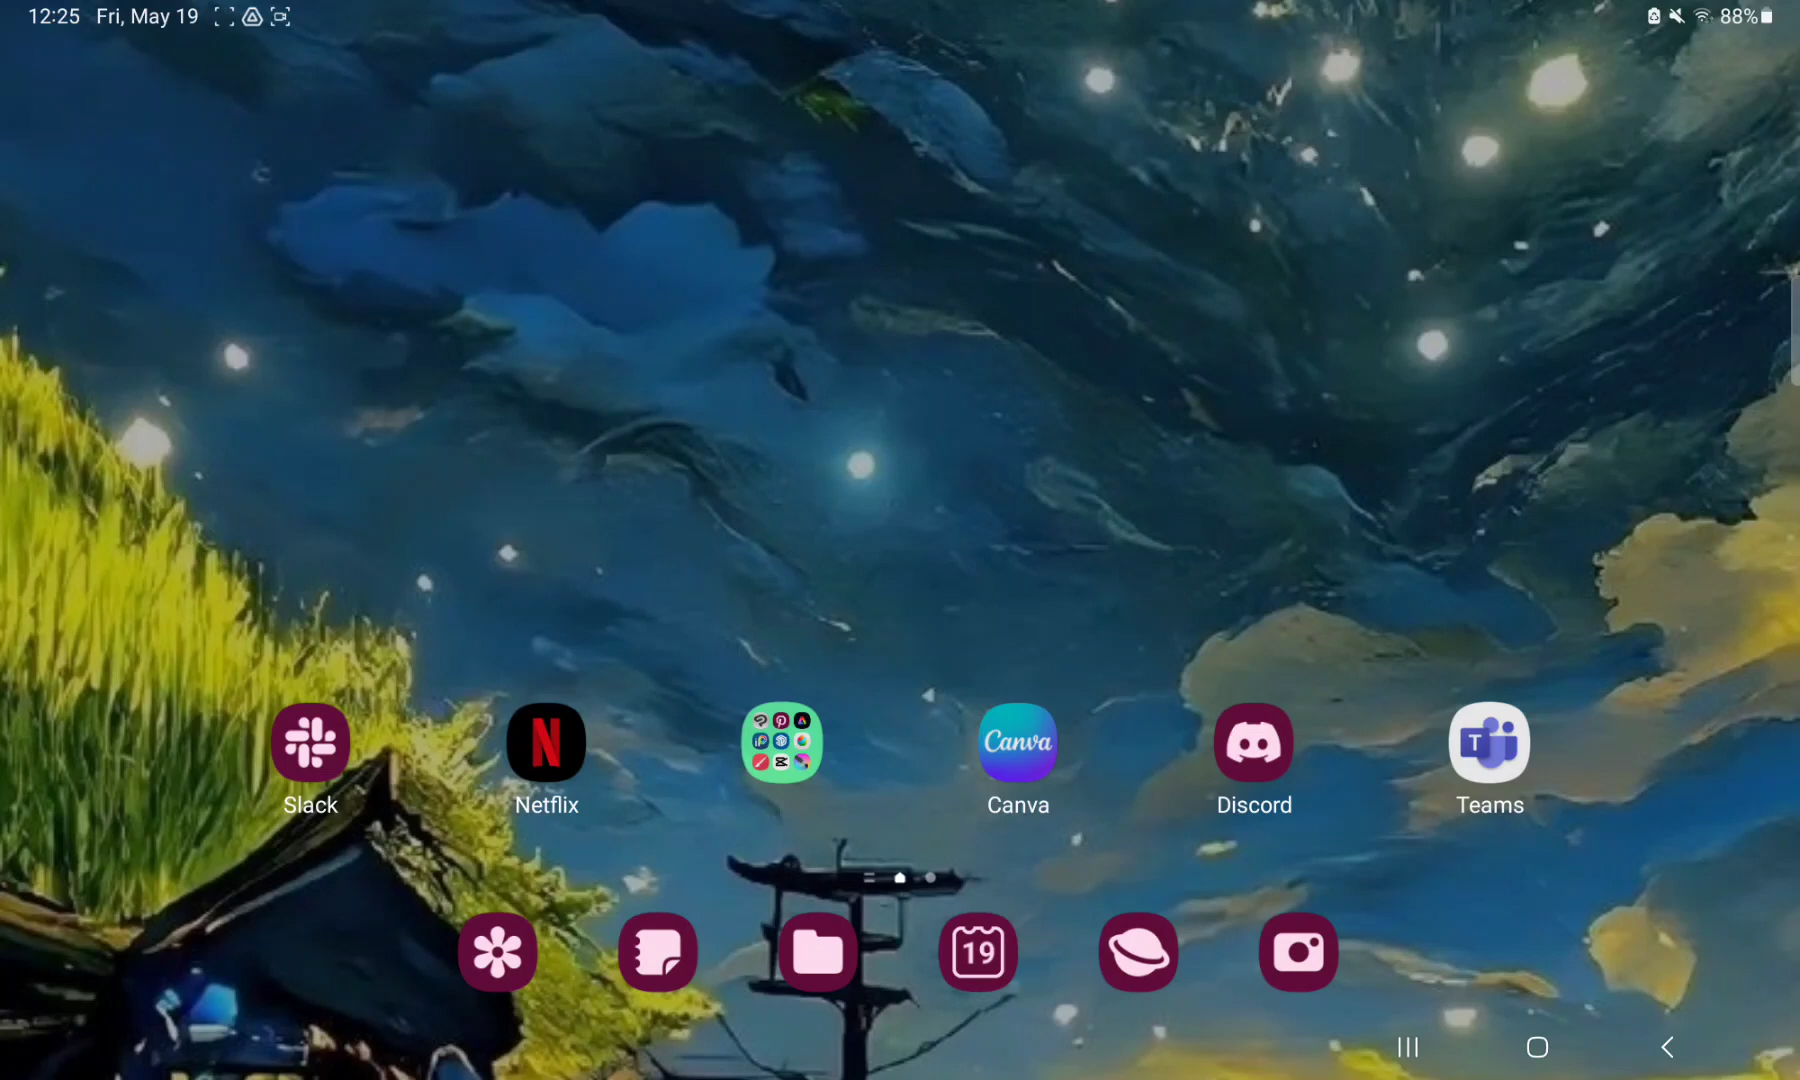 12:25 Fri, May 19
88%
N
Canva
T
Slack
Netflix
Canva
Discord
Teams
19